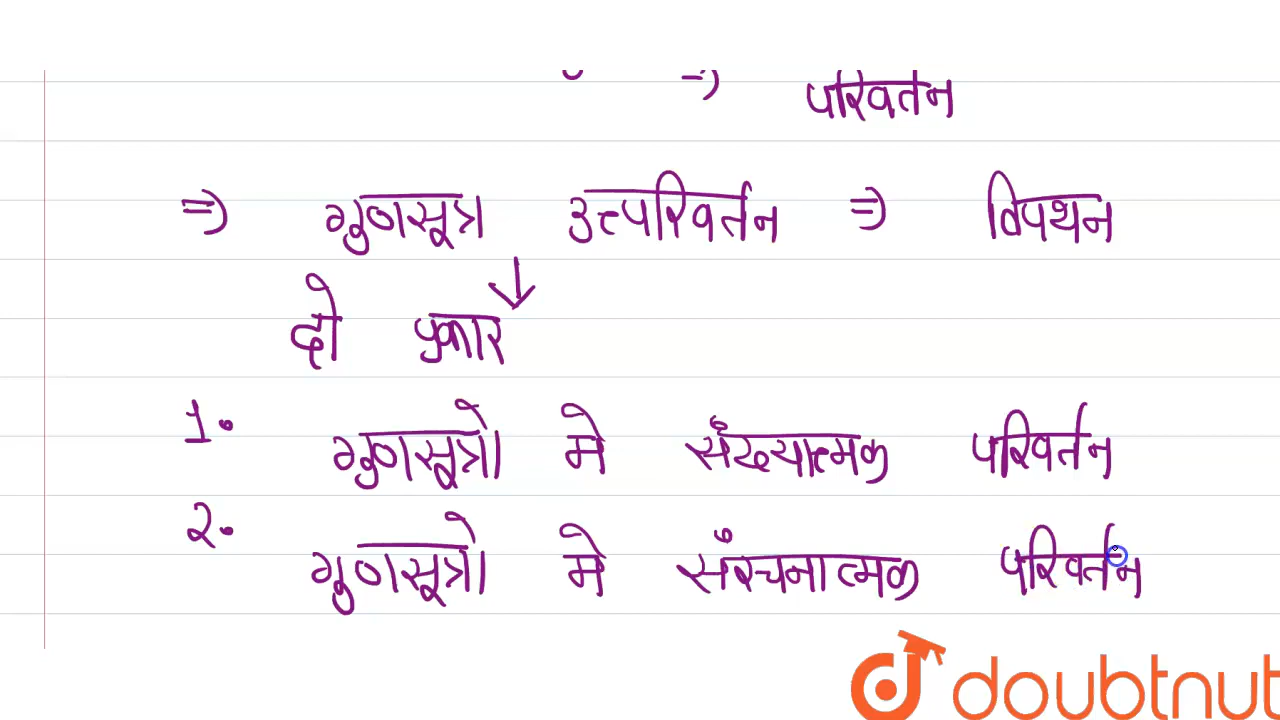 ⇒ परिवर्तन
⇒ गुणसूत्र उत्परिवर्तन ⇒ विपथन
दो प्रकार
1. गुणसूत्रो मे संख्यात्मक परिवर्तन
2. गुणसूत्रो मे संरचनात्मक परिवर्तन
doubtnut